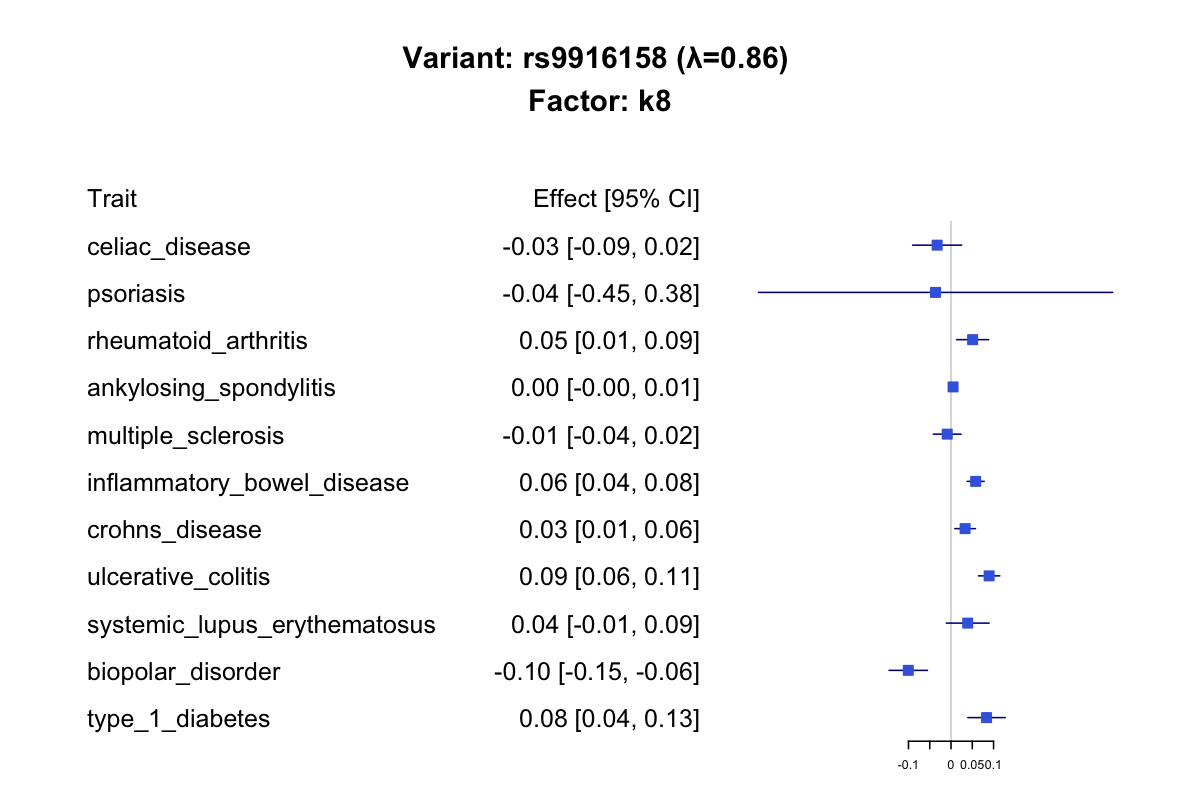 Variant: rs9916158 (λ=0.86)
Factor: k8
Trait Effect [95% CI]
celiac_disease -0.03 [-0.09, 0.02]
psoriasis -0.04 [-0.45, 0.38]
rheumatoid_arthritis 0.05 [0.01, 0.09]
ankylosing_spondylitis 0.00 [-0.00, 0.01]
multiple_sclerosis -0.01 [-0.04, 0.02]
inflammatory_bowel_disease 0.06 [0.04, 0.08]
crohns_disease 0.03 [0.01, 0.06]
ulcerative_colitis 0.09 [0.06, 0.11]
systemic_lupus_erythematosus 0.04 [-0.01, 0.09]
biopolar_disorder -0.10 [-0.15, -0.06]
type_1_diabetes 0.08 [0.04, 0.13]
-0.1 0 0.05 0.1